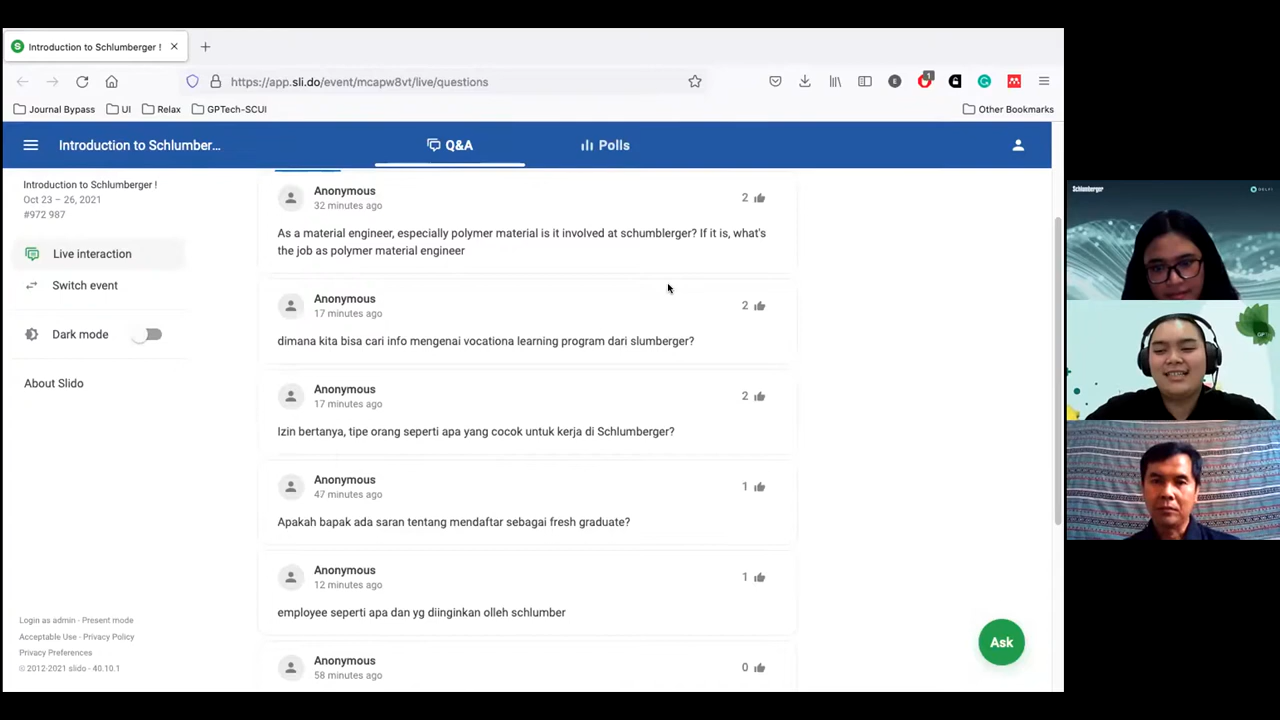 Introduction to Schlumberger !
https://app.sli.do/event/mcapw8vt/live/questions
1
Journal Bypass
UI
Relax
GPTech-SCUI
Other Bookmarks
Introduction to Schlumber...
Q&A
Polls
Introduction to Schlumberger !
Oct 23 – 26, 2021
#972 987
Live interaction
Switch event
Dark mode
About Slido
Login as admin - Present mode
Acceptable Use - Privacy Policy
Privacy Preferences
© 2012-2021 slido - 40.10.1
Anonymous
2
32 minutes ago
As a material engineer, especially polymer material is it involved at schumblerger? If it is, what's
the job as polymer material engineer
Anonymous
2
17 minutes ago
dimana kita bisa cari info mengenai vocationa learning program dari slumberger?
Anonymous
2
17 minutes ago
Izin bertanya, tipe orang seperti apa yang cocok untuk kerja di Schlumberger?
Anonymous
1
47 minutes ago
Apakah bapak ada saran tentang mendaftar sebagai fresh graduate?
Anonymous
1
12 minutes ago
employee seperti apa dan yg diinginkan olleh schlumber
Anonymous
0
58 minutes ago
Ask
Schlumberger
DELFI